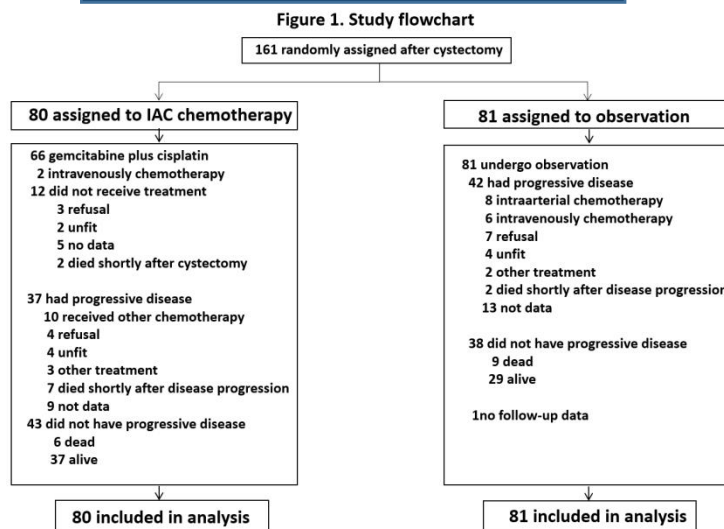 Figure 1. Study flowchart
161 randomly assigned after cystectomy
80 assigned to IAC chemotherapy
66 gemcitabine plus cisplatin
2 intravenously chemotherapy
12 did not receive treatment
3 refusal
2 unfit
5 no data
2 died shortly after cystectomy
37 had progressive disease
10 received other chemotherapy
4 refusal
4 unfit
3 other treatment
7 died shortly after disease progression
9 not data
43 did not have progressive disease
6 dead
37 alive
80 included in analysis
81 assigned to observation
81 undergo observation
42 had progressive disease
8 intraarterial chemotherapy
6 intravenously chemotherapy
7 refusal
4 unfit
2 other treatment
2 died shortly after disease progression
13 not data
38 did not have progressive disease
9 dead
29 alive
1no follow-up data
81 included in analysis